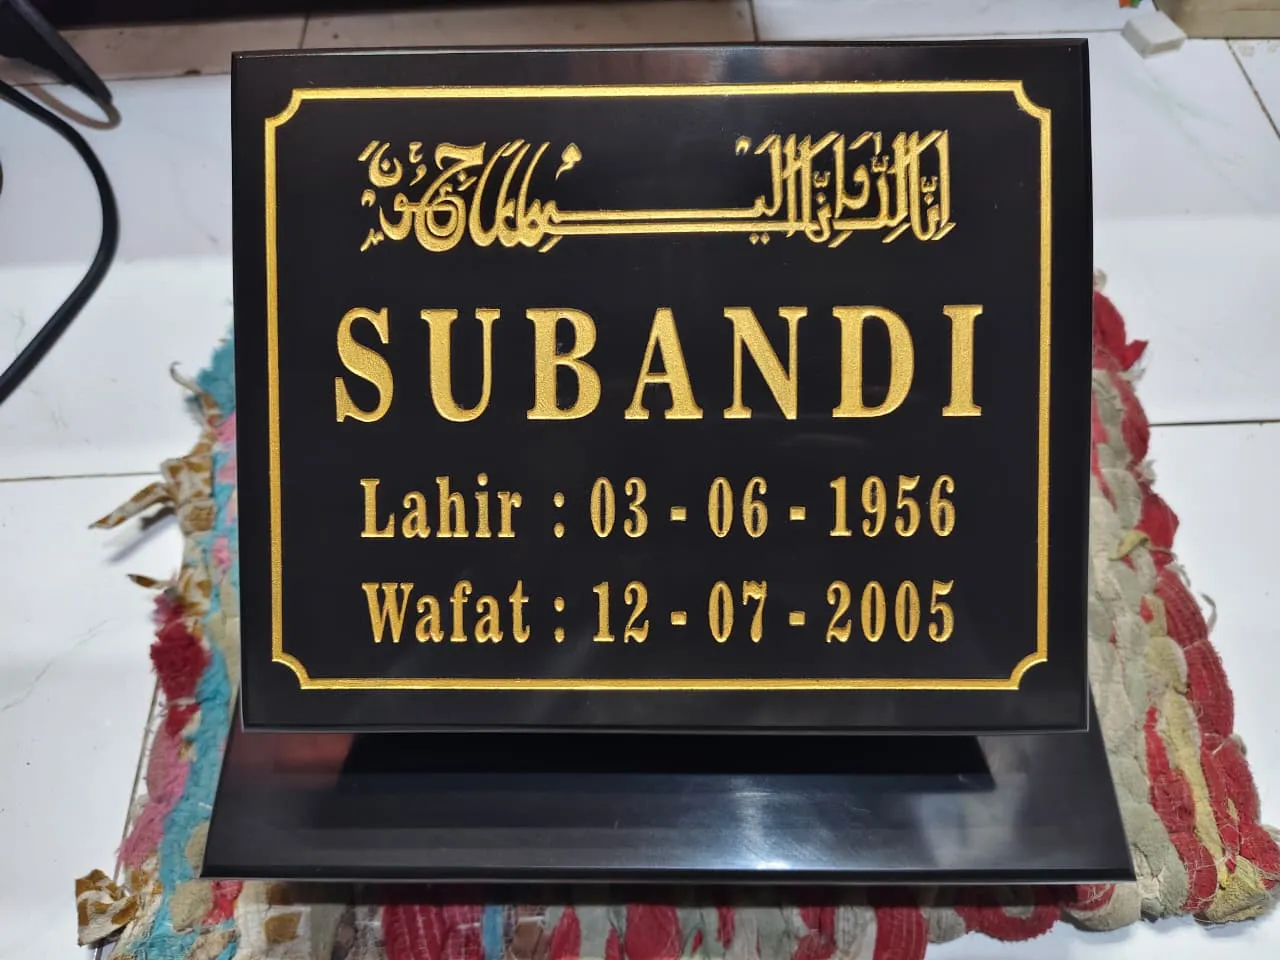 إنا لله وإنا إليه راجعون
SUBANDI
Lahir : 03 - 06 - 1956
Wafat : 12 - 07 - 2005